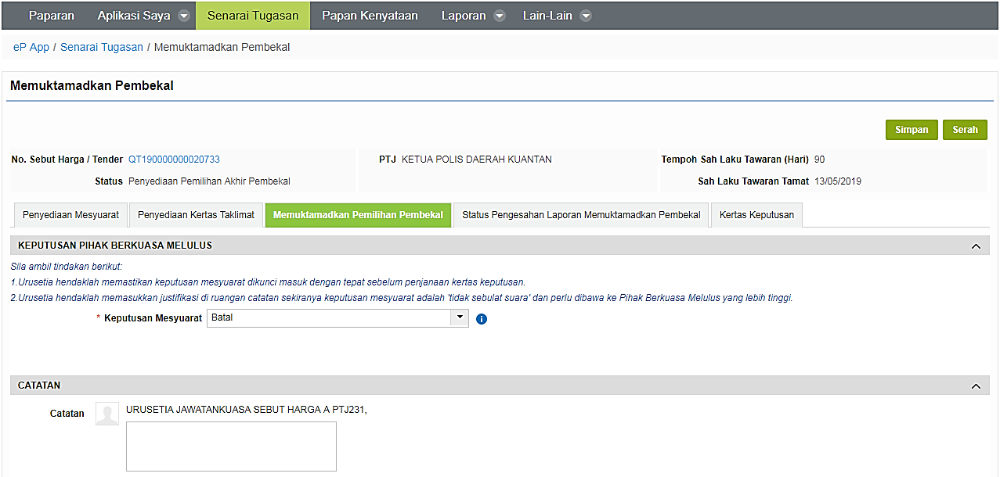 Paparan Aplikasi Saya Senarai Tugasan Papan Kenyataan Laporan Lain-Lain
eP App / Senarai Tugasan / Memuktamadkan Pembekal
Memuktamadkan Pembekal
Simpan Serah
No. Sebut Harga / Tender QT190000000020733 PTJ KETUA POLIS DAERAH KUANTAN Tempoh Sah Laku Tawaran (Hari) 90
Status Penyediaan Pemilihan Akhir Pembekal Sah Laku Tawaran Tamat 13/05/2019
Penyediaan Mesyuarat Penyediaan Kertas Taklimat Memuktamadkan Pemilihan Pembekal Status Pengesahan Laporan Memuktamadkan Pembekal Kertas Keputusan
KEPUTUSAN PIHAK BERKUASA MELULUS
Sila ambil tindakan berikut:
1.Urusetia hendaklah memastikan keputusan mesyuarat dikunci masuk dengan tepat sebelum penjanaan kertas keputusan.
2.Urusetia hendaklah memasukkan justifikasi di ruangan catatan sekiranya keputusan mesyuarat adalah 'tidak sebulat suara' dan perlu dibawa ke Pihak Berkuasa Melulus yang lebih tinggi.
* Keputusan Mesyuarat Batal
CATATAN
Catatan URUSETIA JAWATANKUASA SEBUT HARGA A PTJ231,